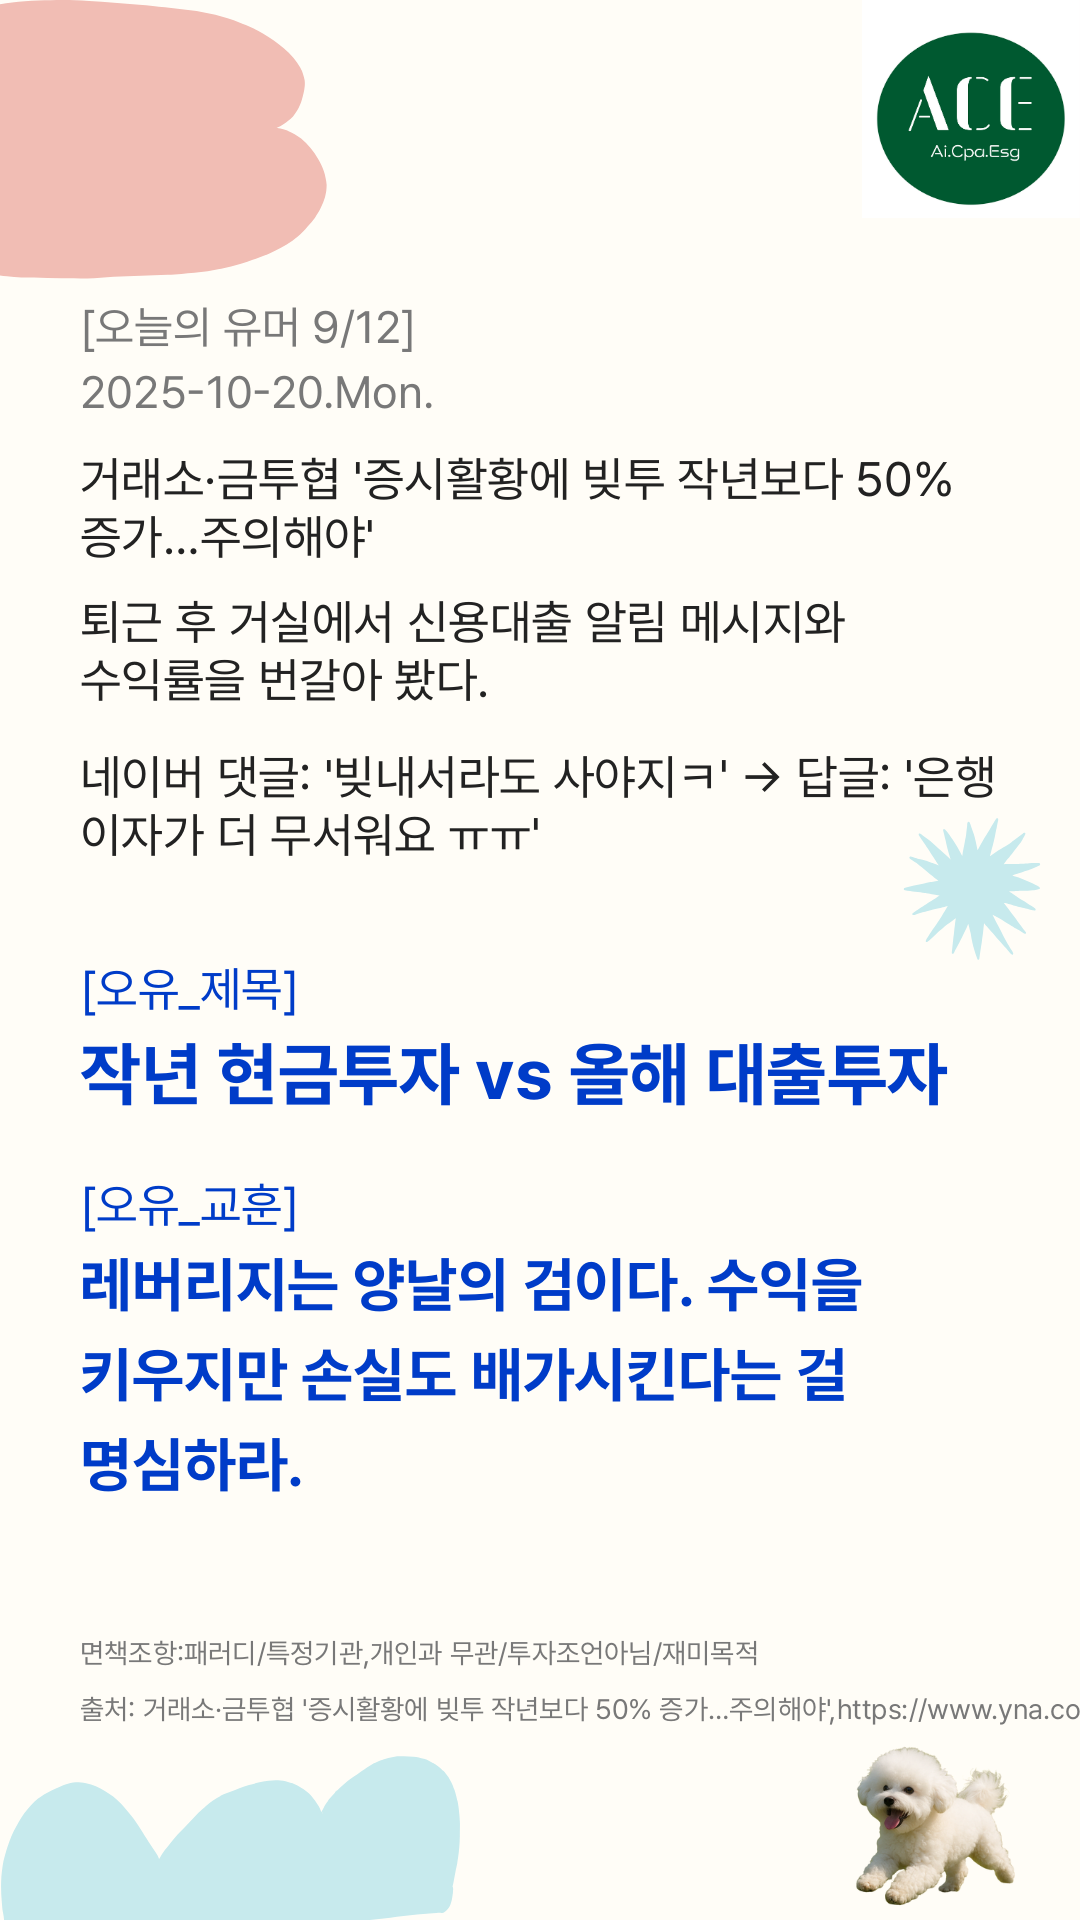 ACE
Ai.Cpa.Esg
[오늘의 유머 9/12]
2025-10-20.Mon.
거래소·금투협 '증시활황에 빚투 작년보다 50%
증가...주의해야'
퇴근 후 거실에서 신용대출 알림 메시지와
수익률을 번갈아 봤다.
네이버 댓글: '빚내서라도 사야지ㅋ' → 답글: '은행
이자가 더 무서워요 ㅠㅠ'
[오유_제목]
작년 현금투자 vs 올해 대출투자
[오유_교훈]
레버리지는 양날의 검이다. 수익을
키우지만 손실도 배가시킨다는 걸
명심하라.
면책조항:패러디/특정기관,개인과 무관/투자조언아님/재미목적
출처: 거래소·금투협 '증시활황에 빚투 작년보다 50% 증가...주의해야',https://www.yna.co